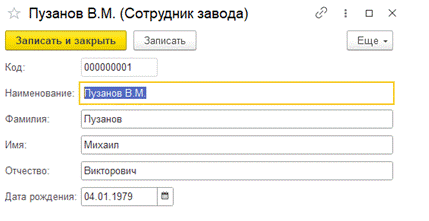 Пузанов В.М. (Сотрудник завода)
Записать и закрыть Записать Еще
Код: 000000001
Наименование: Пузанов В.М.
Фамилия: Пузанов
Имя: Михаил
Отчество: Викторович
Дата рождения: 04.01.1979